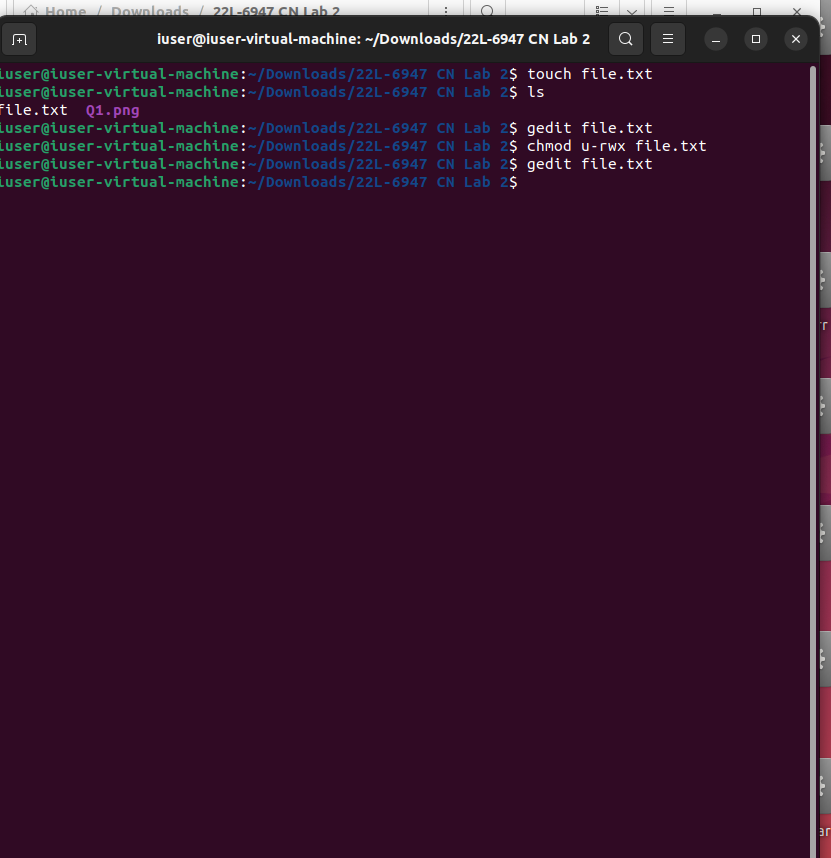 Home / Downloads / 22L-6947 CN Lab 2
iuser@iuser-virtual-machine: ~/Downloads/22L-6947 CN Lab 2
iuser@iuser-virtual-machine:~/Downloads/22L-6947 CN Lab 2$ touch file.txt
iuser@iuser-virtual-machine:~/Downloads/22L-6947 CN Lab 2$ ls
file.txt  Q1.png
iuser@iuser-virtual-machine:~/Downloads/22L-6947 CN Lab 2$ gedit file.txt
iuser@iuser-virtual-machine:~/Downloads/22L-6947 CN Lab 2$ chmod u-rwx file.txt
iuser@iuser-virtual-machine:~/Downloads/22L-6947 CN Lab 2$ gedit file.txt
iuser@iuser-virtual-machine:~/Downloads/22L-6947 CN Lab 2$